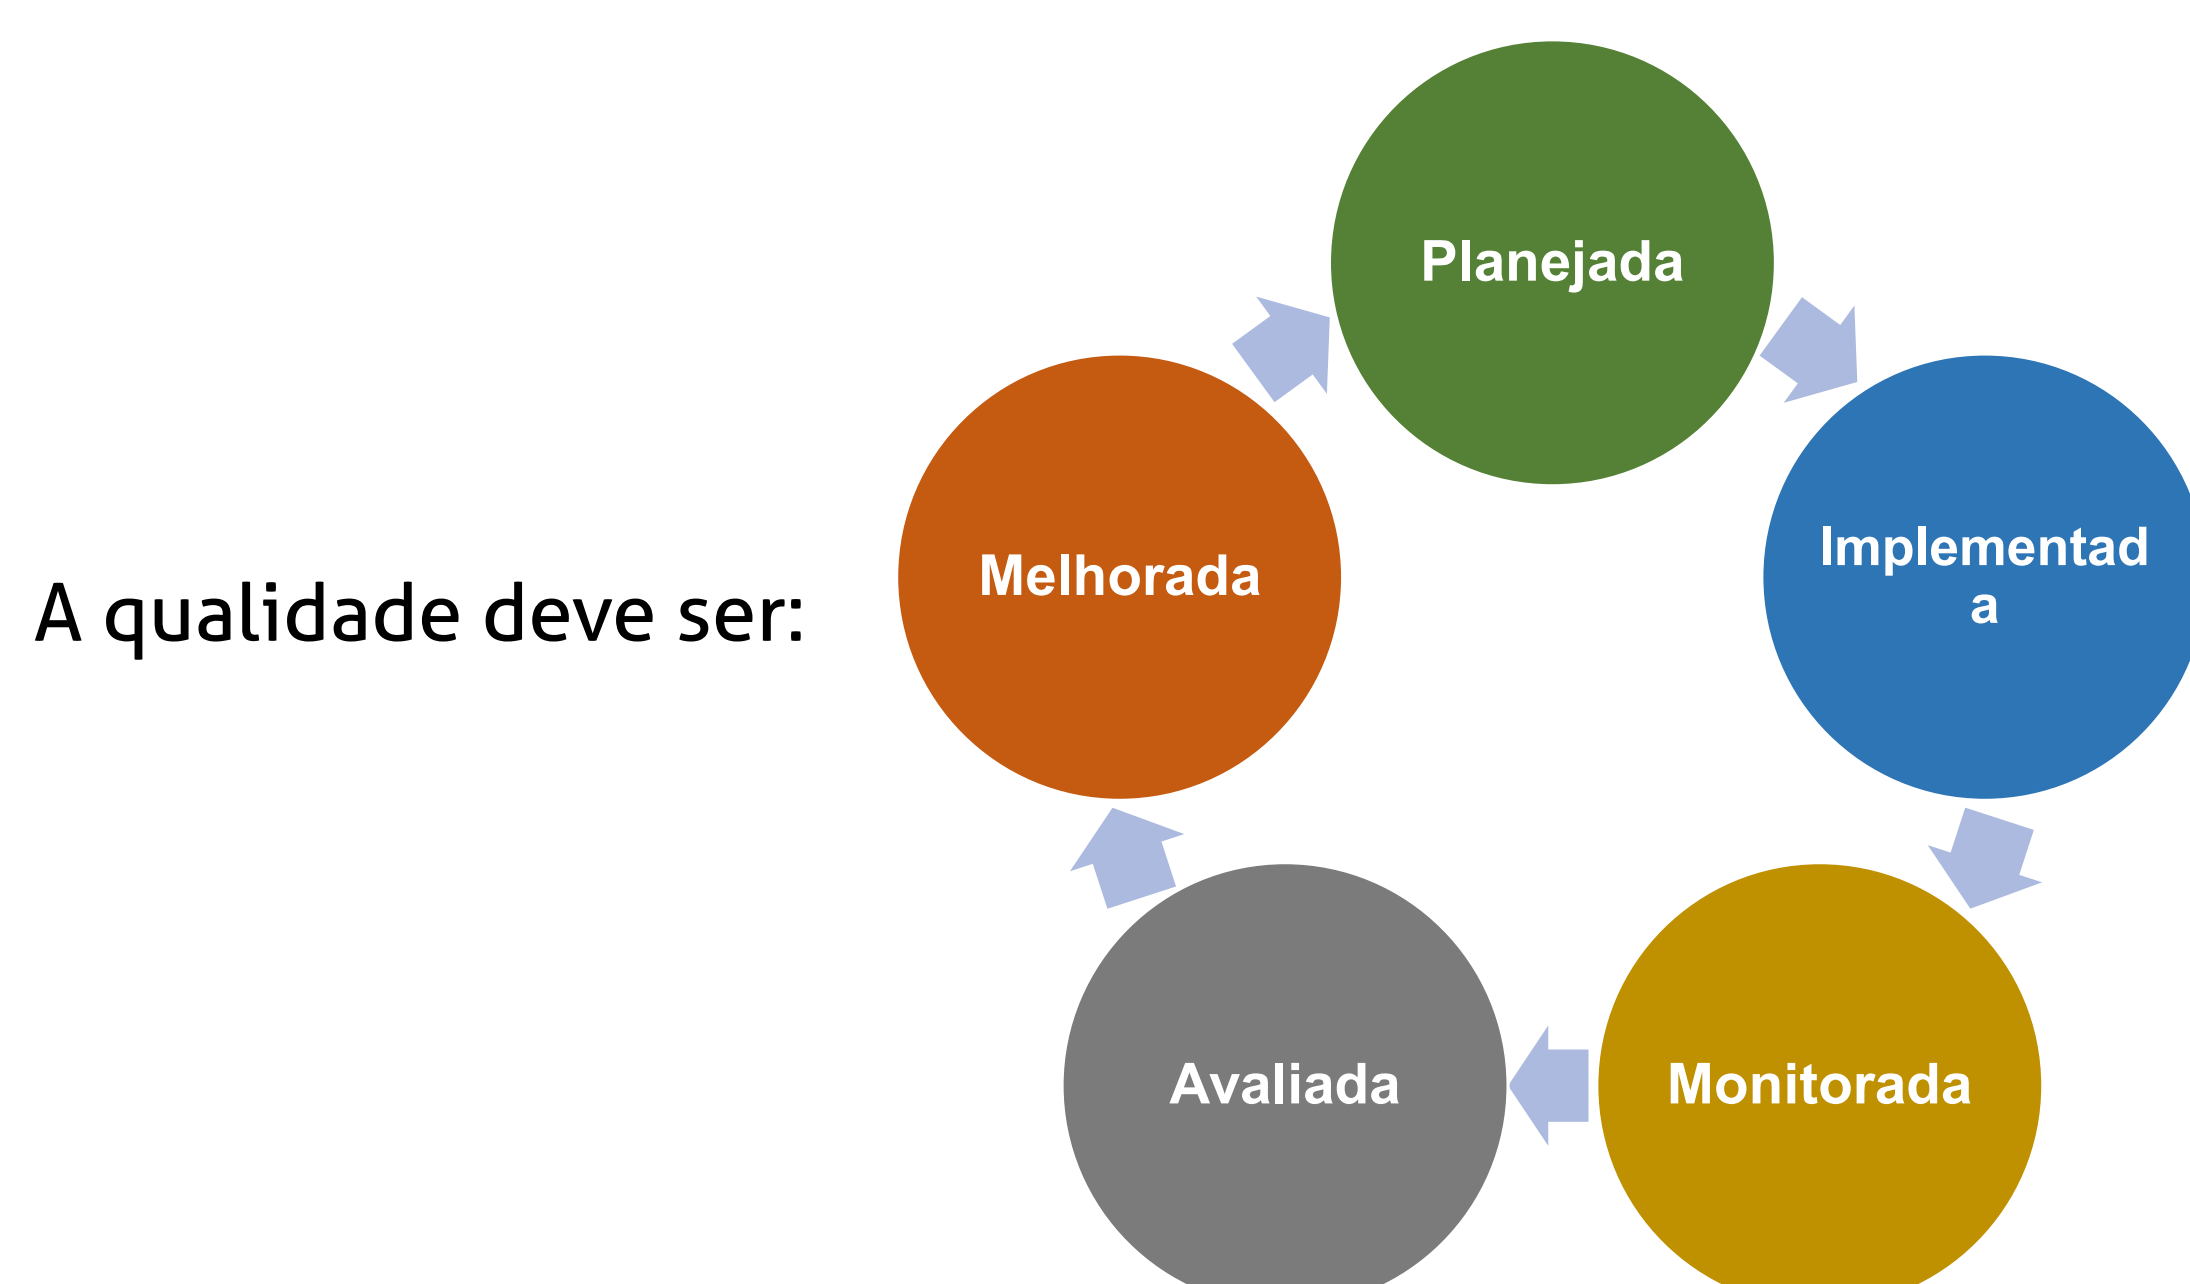 A qualidade deve ser:
Planejada
Implementad
a
Monitorada
Avaliada
Melhorada